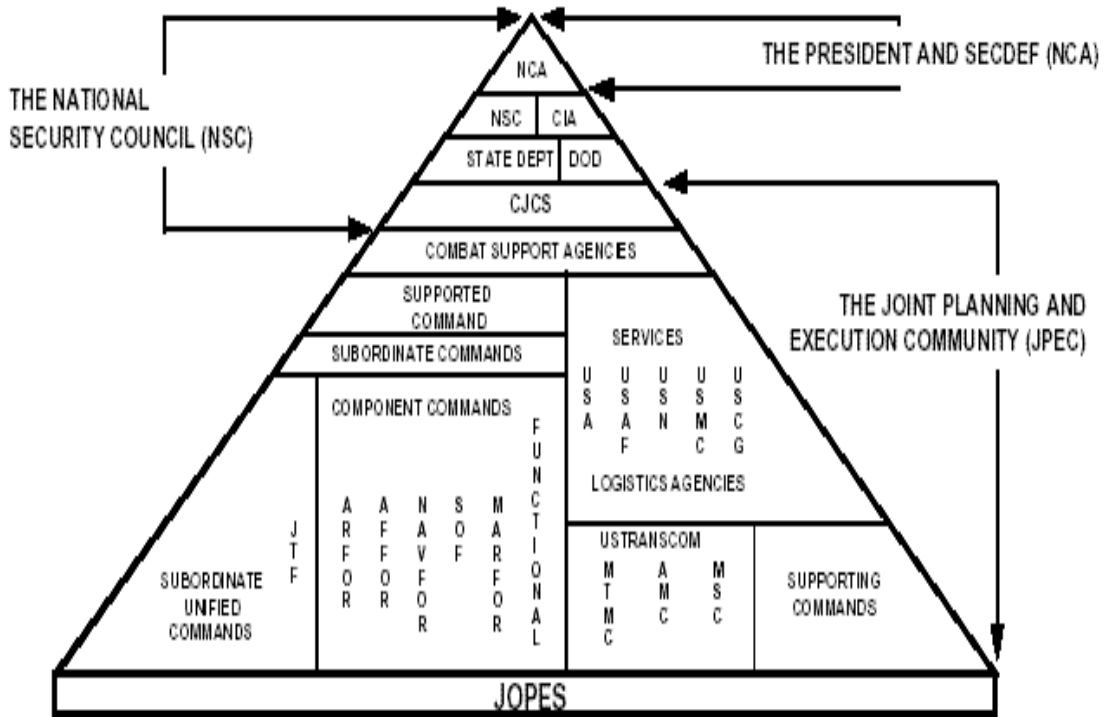 THE PRESIDENT AND SECDEF (NCA)
THE NATIONAL
SECURITY COUNCIL (NSC)
NCA
NSC
CIA
STATE DEPT
DOD
CJCS
COMBAT SUPPORT AGENCIES
THE JOINT PLANNING AND
EXECUTION COMMUNITY (JPEC)
SUPPORTED
COMMAND
SUBORDINATE COMMANDS
SERVICES
USA
USAF
USN
USMC
USCG
LOGISTICS AGENCIES
COMPONENT COMMANDS
ARFOR
AFFOR
NAVFOR
SOF
MARFOR
FUNCTIONAL
JTF
SUBORDINATE
UNIFIED
COMMANDS
USTRANSCOM
MTMC
AMC
MSC
SUPPORTING
COMMANDS
JOPES